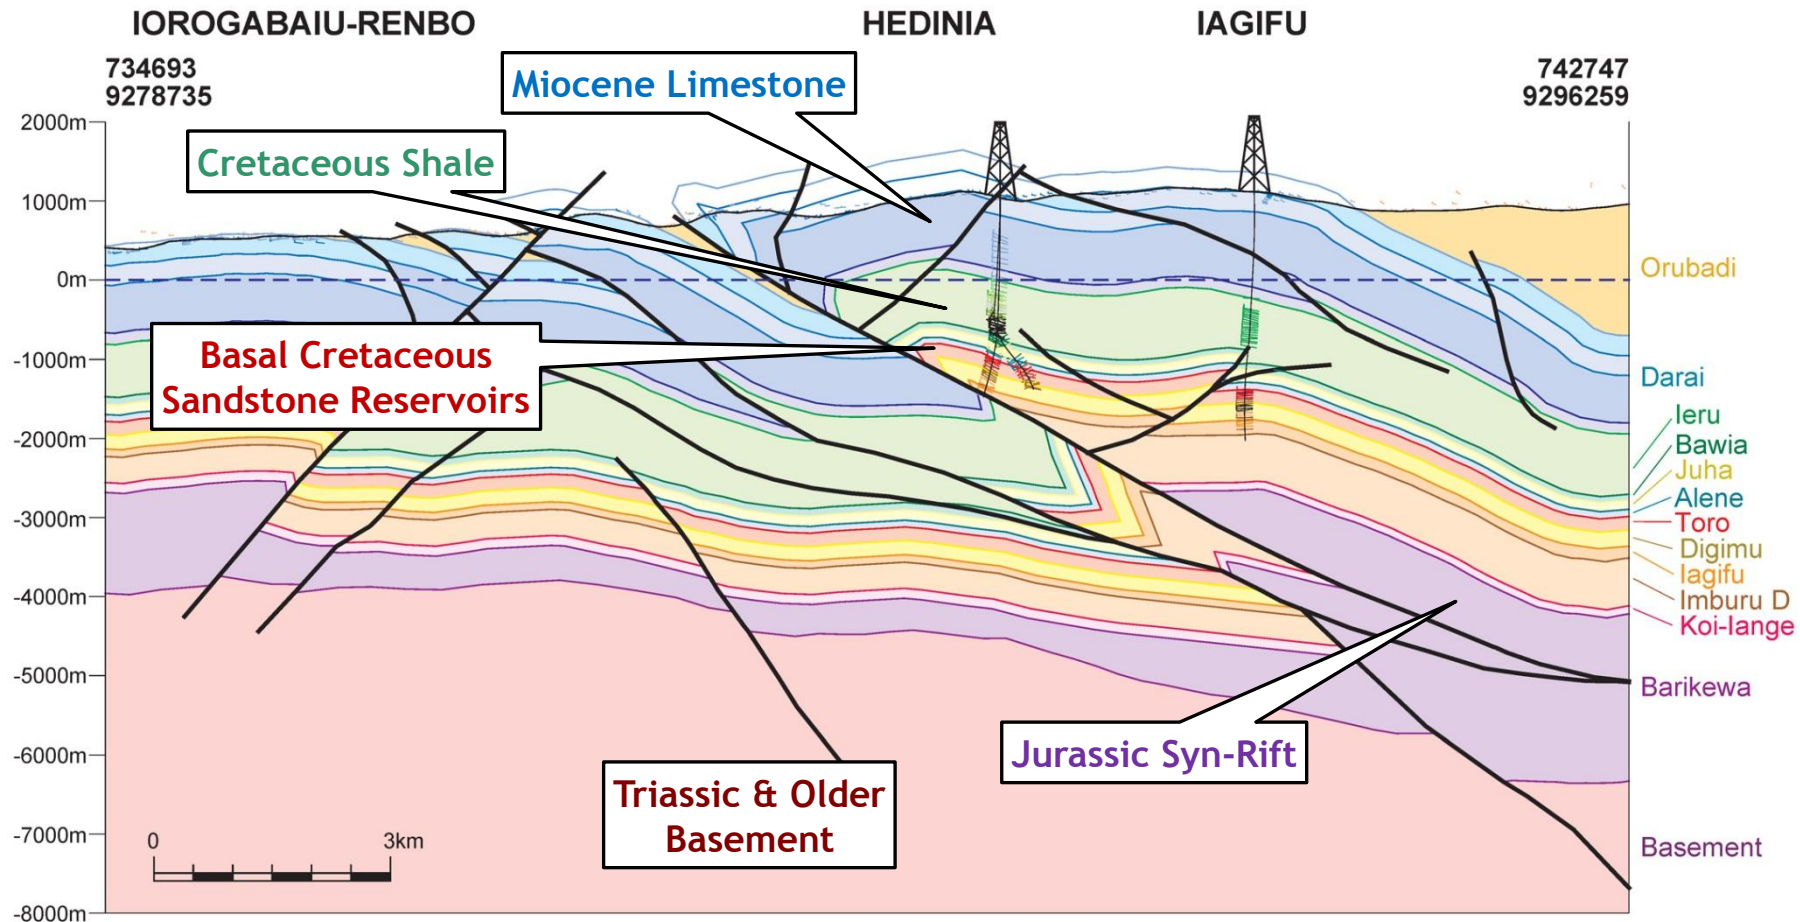 IOROGABAIU-RENBO
HEDINIA
IAGIFU
734693
9278735
742747
9296259
Miocene Limestone
Cretaceous Shale
Basal Cretaceous
Sandstone Reservoirs
Triassic & Older
Basement
Jurassic Syn-Rift
2000m
1000m
0m
-1000m
-2000m
-3000m
-4000m
-5000m
-6000m
-7000m
-8000m
0
3km
Orubadi
Darai
Ieru
Bawia
Juha
Alene
Toro
Digimu
Iagifu
Imburu D
Koi-Iange
Barikewa
Basement